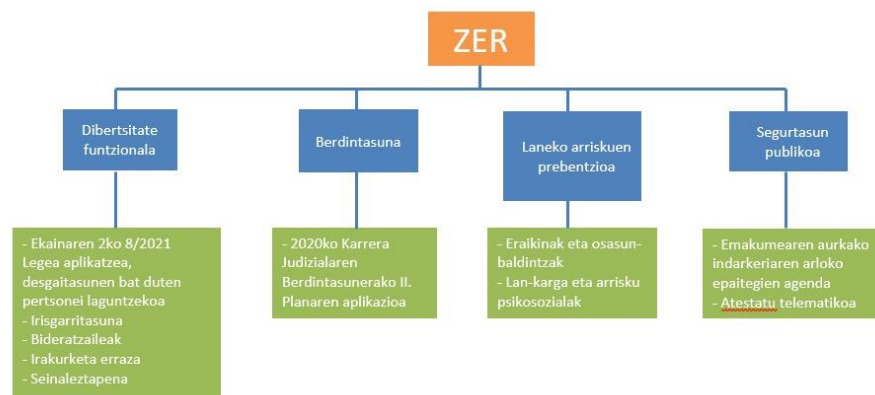 ZER
Dibertsitate
funtzionala
Berdintasuna
Laneko arriskuen
prebentzioa
Segurtasun
publikoa
- Ekainaren 2ko 8/2021
Legea aplikatzea,
desgaitasunen bat duten
pertsonei laguntzekoa
- Irisgarritasuna
- Bideratzaileak
- Irakurketa erraza
- Seinaleztapena
- 2020ko Karrera
Judizialaren
Berdintasunerako II.
Planaren aplikazioa
- Eraikinak eta osasun-
baldintzak
- Lan-karga eta arrisku
psikosozialak
- Emakumearen aurkako
indarkeriaren arloko
epaitegien agenda
- Atestatu telematikoa